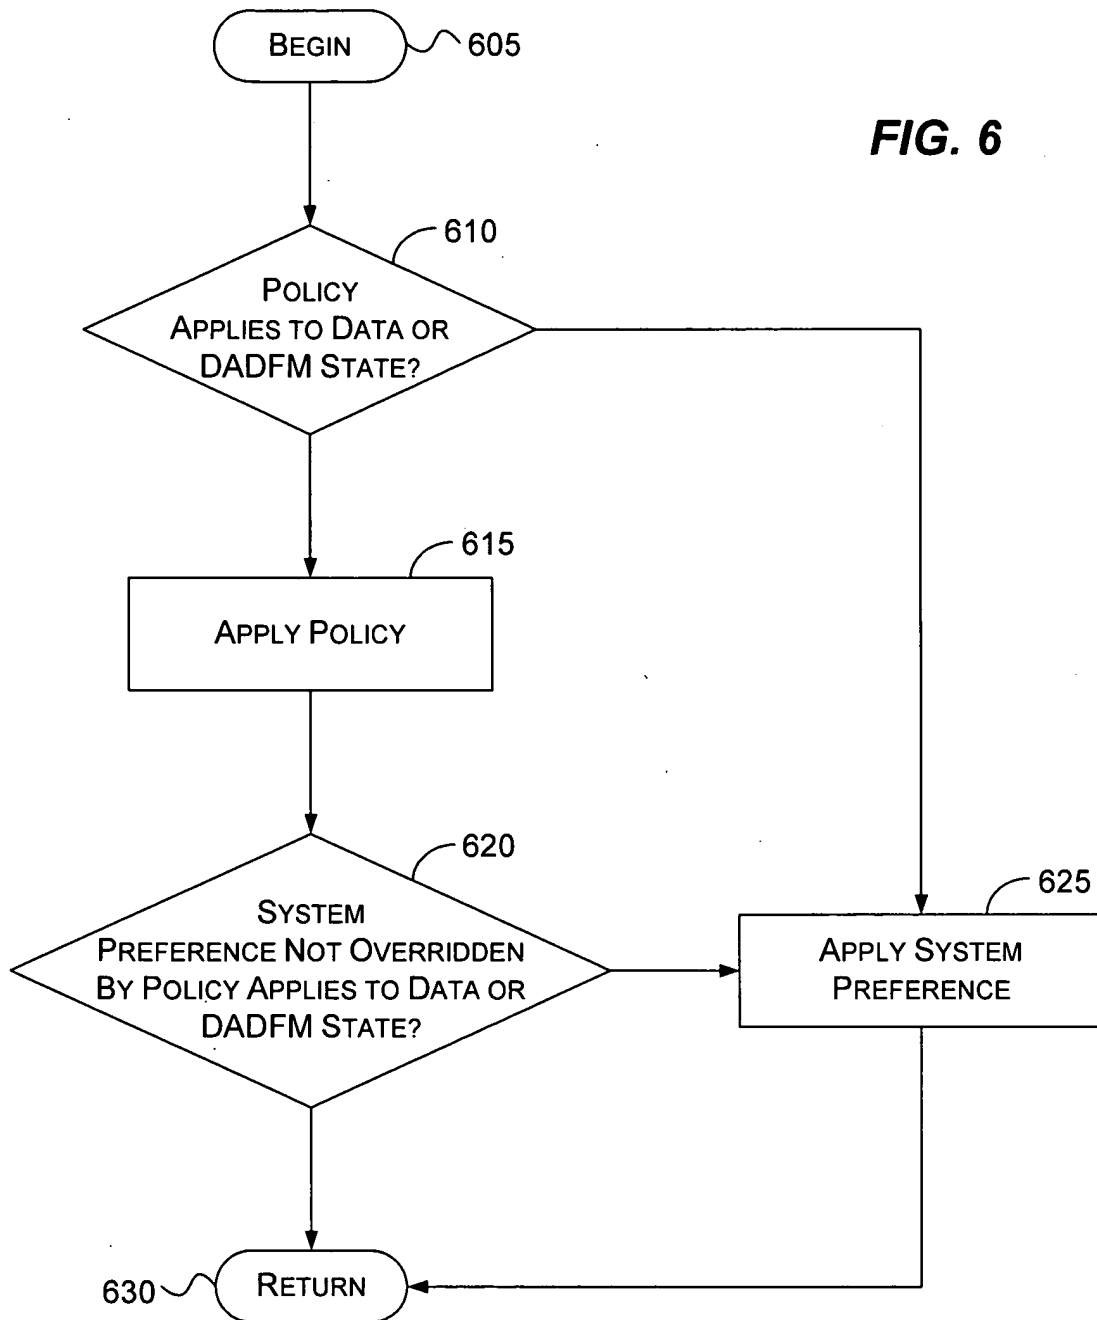 BEGIN
605
FIG. 6
610
POLICY
APPLIES TO DATA OR
DADFM STATE?
615
APPLY POLICY
620
SYSTEM
PREFERENCE NOT OVERRIDDEN
BY POLICY APPLIES TO DATA OR
DADFM STATE?
625
APPLY SYSTEM
PREFERENCE
630
RETURN